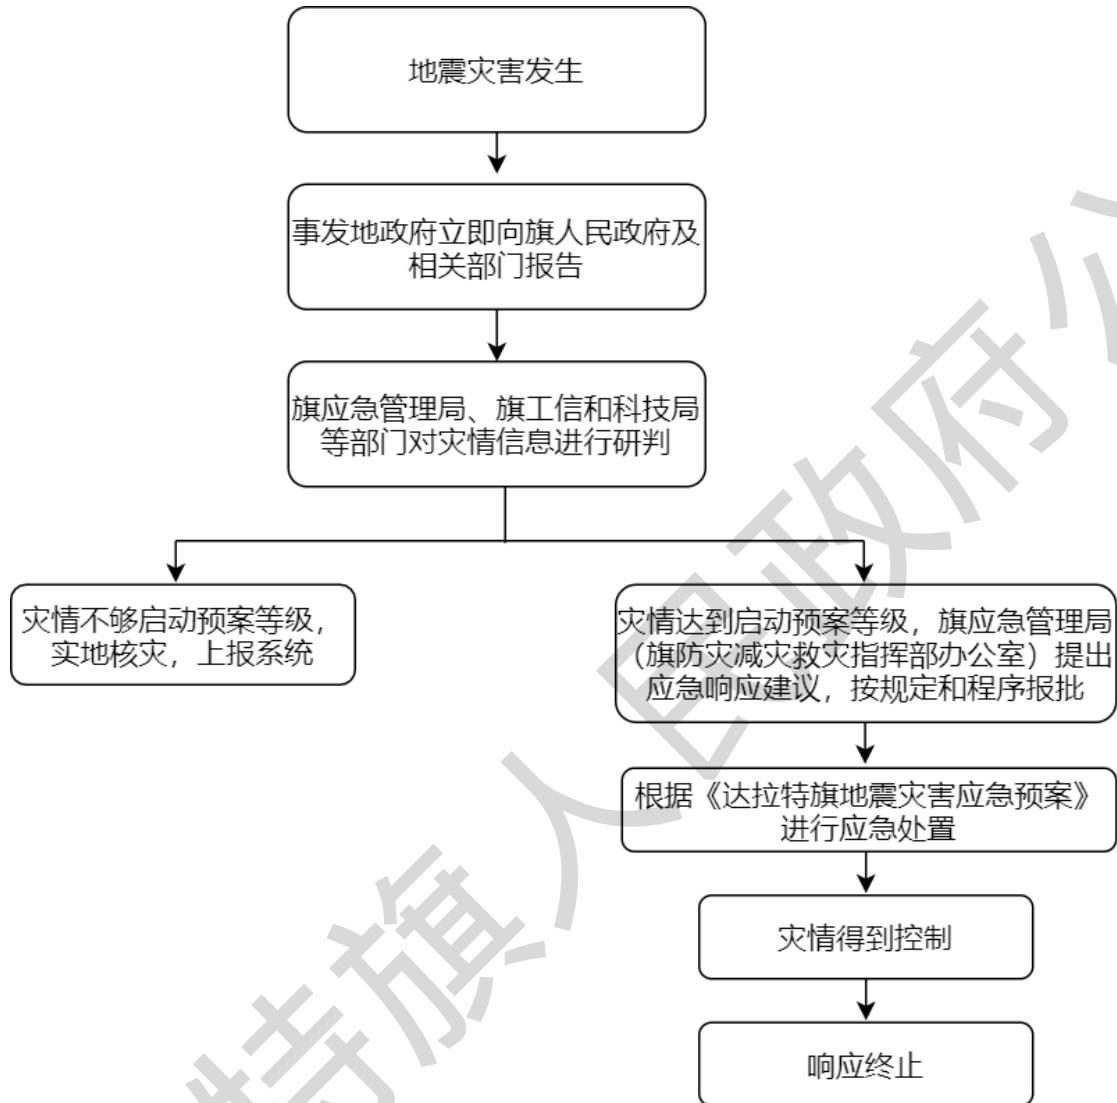 地震灾害发生
事发地政府立即向旗人民政府及
相关部门报告
旗应急管理局、旗工信和科技局
等部门对灾情信息进行研判
灾情不够启动预案等级，
实地核灾，上报系统
灾情达到启动预案等级，旗应急管理局
（旗防灾减灾救灾指挥部办公室）提出
应急响应建议，按规定和程序报批
根据《达拉特旗地震灾害应急预案》
进行应急处置
灾情得到控制
响应终止
特旗人民政府公